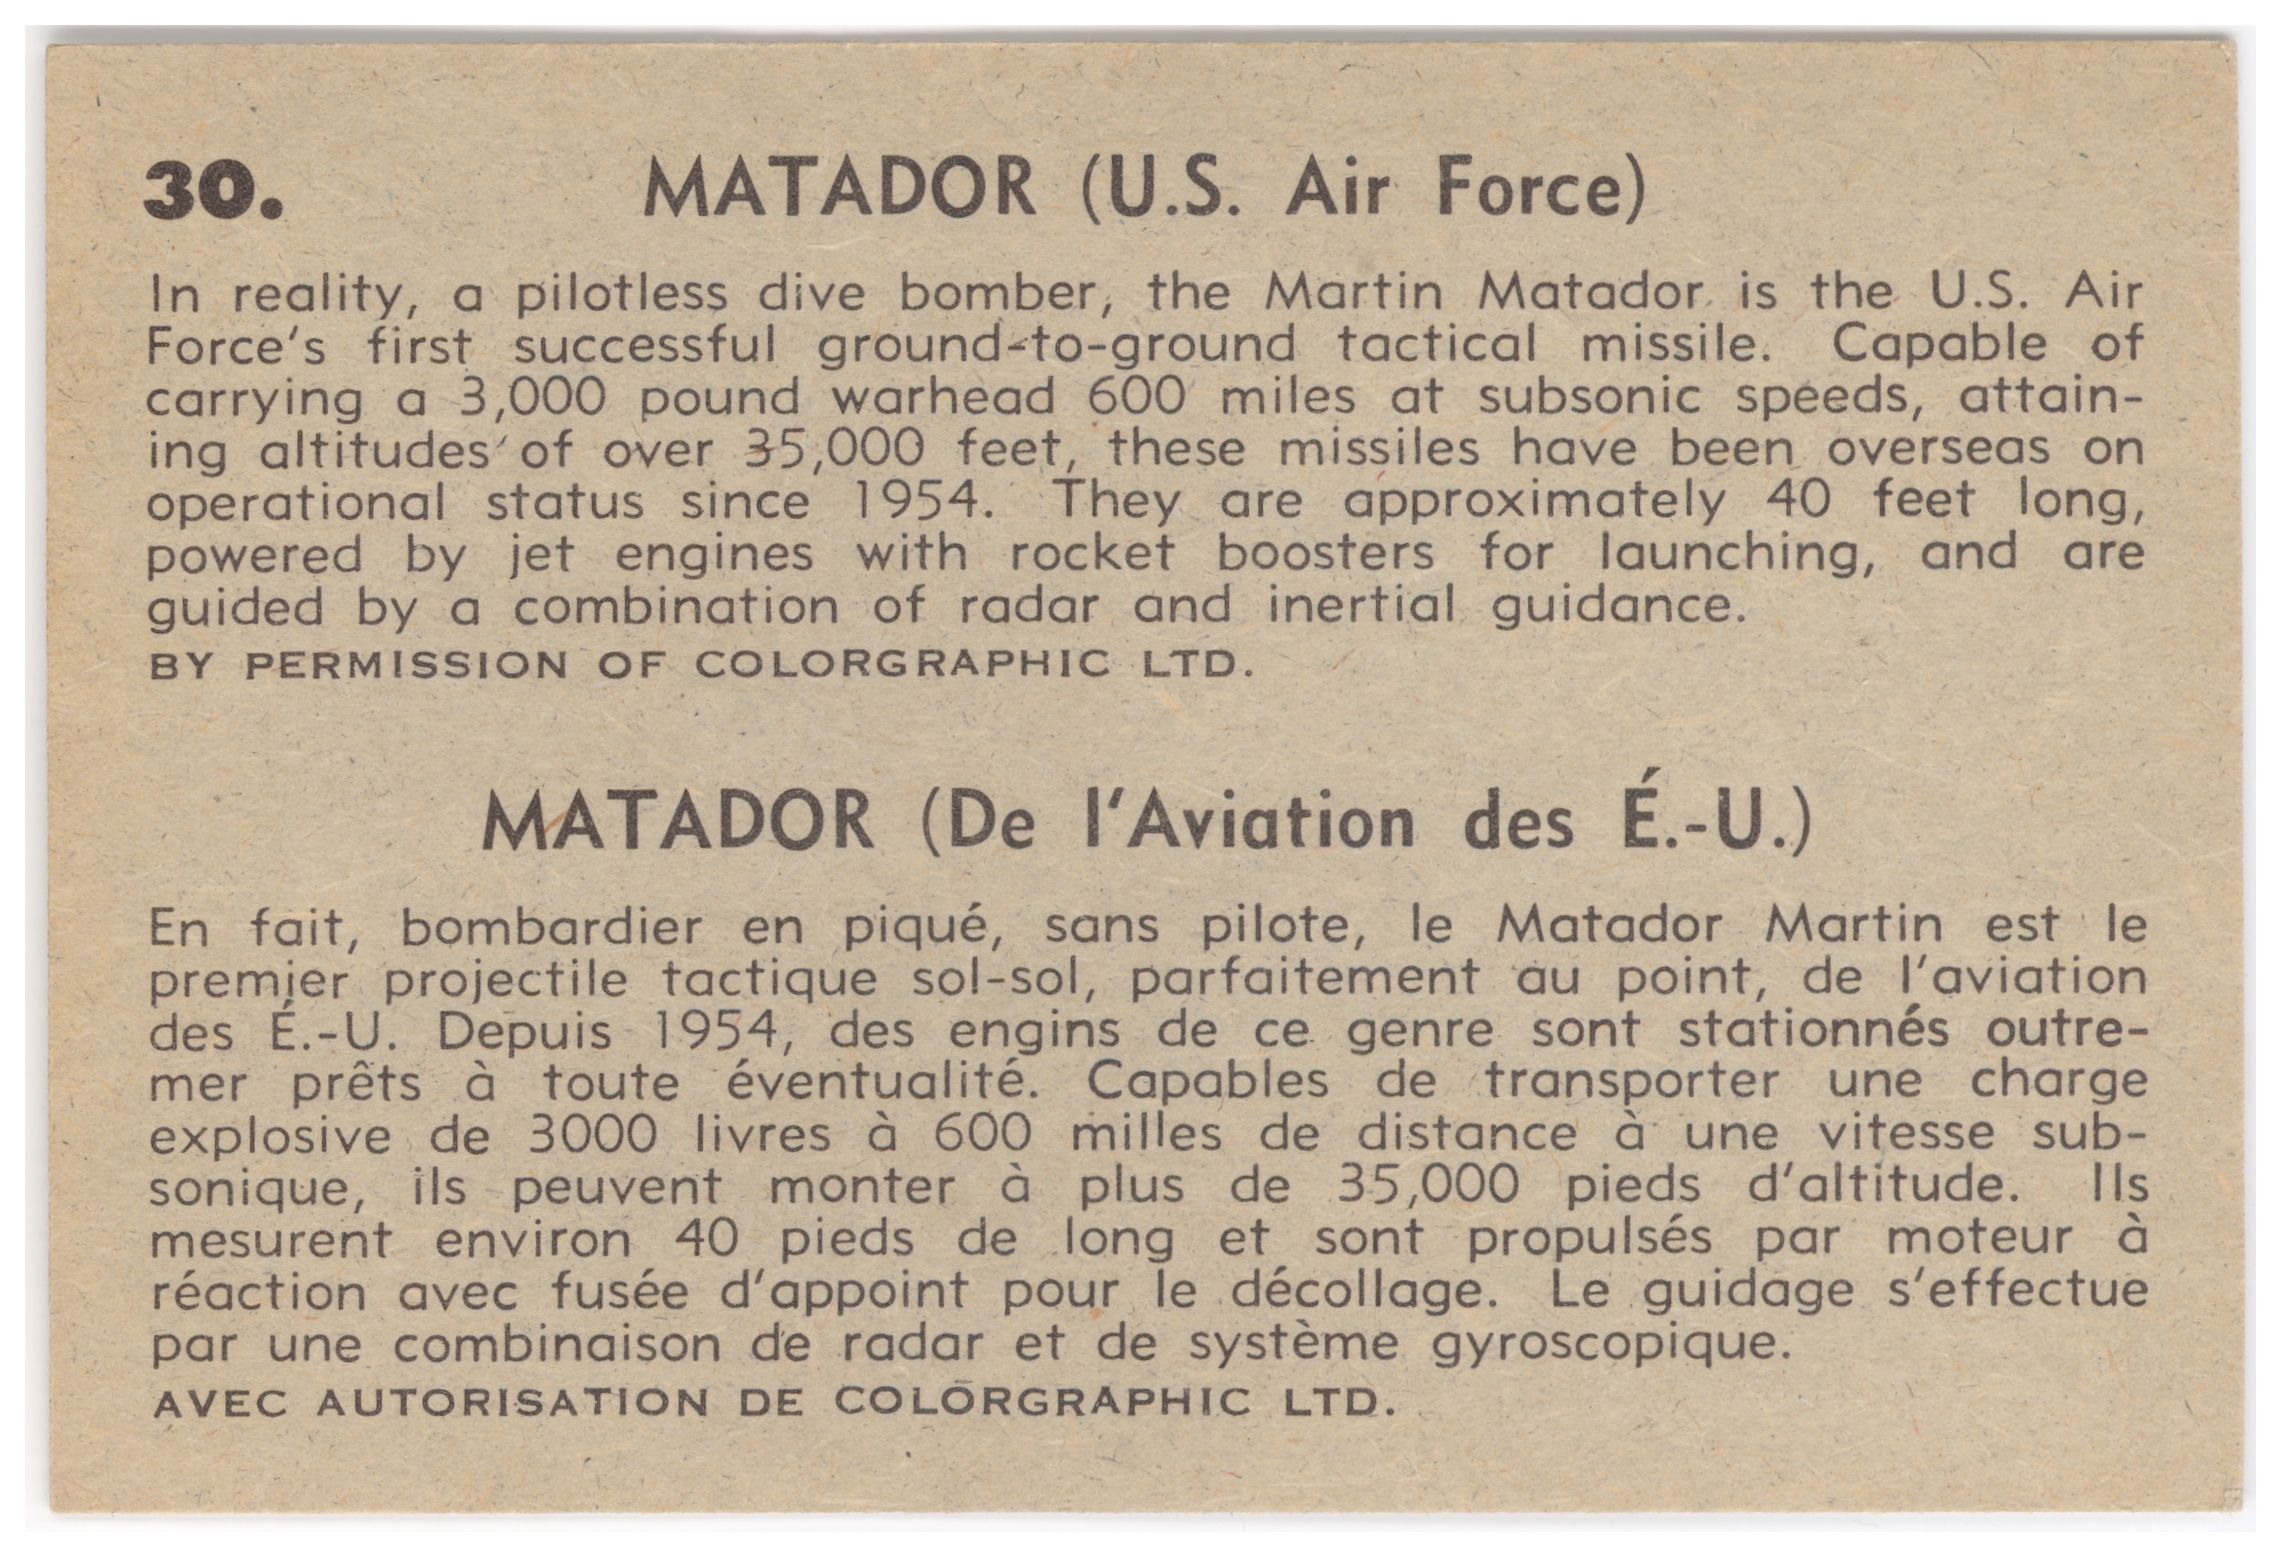 30. MATADOR (U.S. Air Force)
In reality, a pilotless dive bomber, the Martin Matador is the U.S. Air
Force's first successful ground-to-ground tactical missile. Capable of
carrying a 3,000 pound warhead 600 miles at subsonic speeds, attain-
ing altitudes of over 35,000 feet, these missiles have been overseas on
operational status since 1954. They are approximately 40 feet long,
powered by jet engines with rocket boosters for launching, and are
guided by a combination of radar and inertial guidance.
BY PERMISSION OF COLORGRAPHIC LTD.
MATADOR (De l'Aviation des É.-U.)
En fait, bombardier en piqué, sans pilote, le Matador Martin est le
premier projectile tactique sol-sol, parfaitement au point, de l'aviation
des É.-U. Depuis 1954, des engins de ce genre sont stationnés outre-
mer prêts à toute éventualité. Capables de transporter une charge
explosive de 3000 livres à 600 milles de distance à une vitesse sub-
sonique, ils peuvent monter à plus de 35,000 pieds d'altitude. Ils
mesurent environ 40 pieds de long et sont propulsés par moteur à
réaction avec fusée d'appoint pour le décollage. Le guidage s'effectue
par une combinaison de radar et de système gyroscopique.
AVEC AUTORISATION DE COLORGRAPHIC LTD.